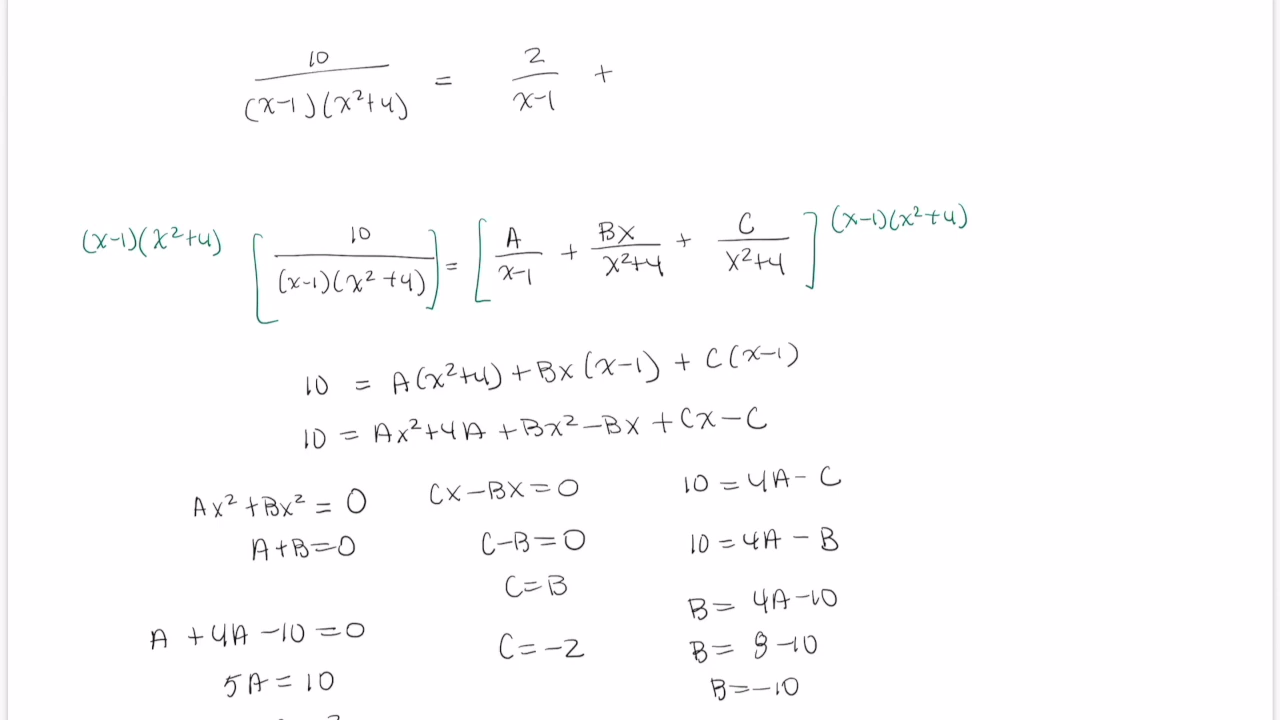 10/((x-1)(x²+4)) = 2/(x-1) +
(x-1)(x²+4) [10/((x-1)(x²+4))] = [A/(x-1) + Bx/(x²+4) + C/(x²+4)] (x-1)(x²+4)
10 = A(x²+4) + Bx(x-1) + C(x-1)
10 = Ax²+4A + Bx² - Bx + Cx - C
Ax² + Bx² = 0
A+B=0
A + 4A - 10 = 0
5A = 10
Cx - Bx = 0
C-B=0
C=B
C=-2
10 = 4A - C
10 = 4A - B
B = 4A - 10
B = 8 - 10
B = -10